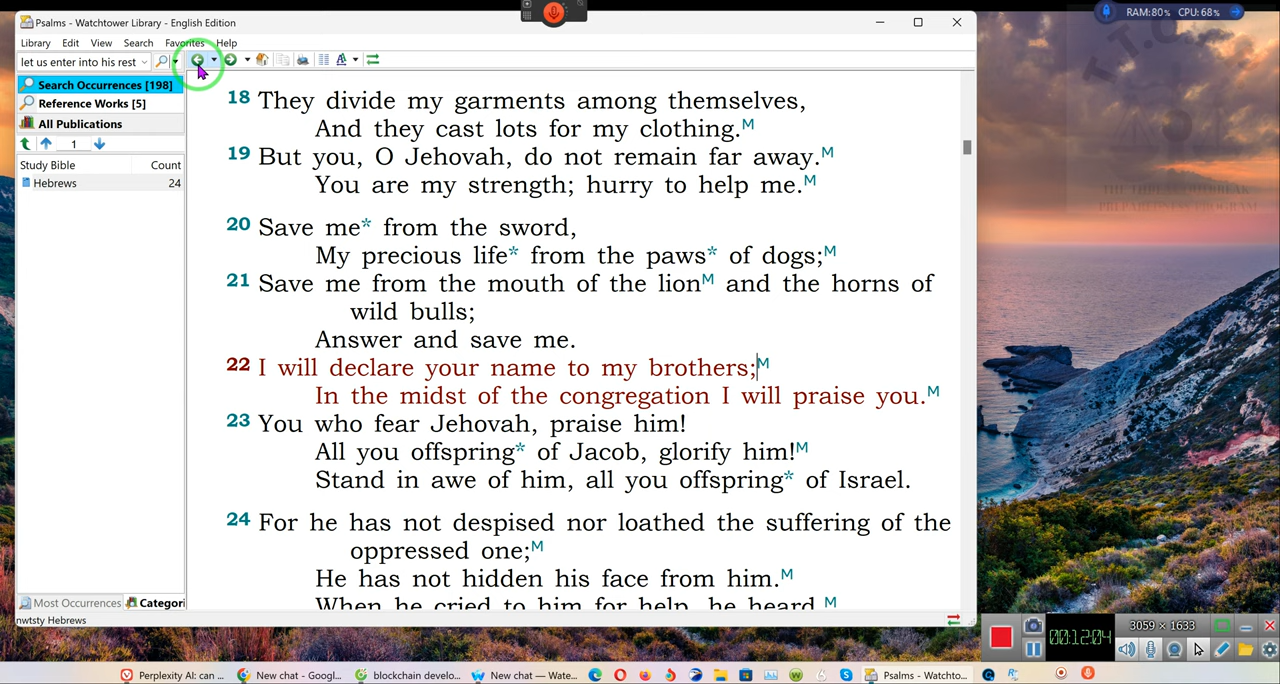 Psalms - Watchtower Library - English Edition
RAM:80% CPU:68%
Library Edit View Search Favorites Help
let us enter into his rest
Search Occurrences [198]
Reference Works [5]
All Publications
1
Study Bible Count
Hebrews 24
18 They divide my garments among themselves,
And they cast lots for my clothing.M
19 But you, O Jehovah, do not remain far away.M
You are my strength; hurry to help me.M
20 Save me* from the sword,
My precious life* from the paws* of dogs;M
21 Save me from the mouth of the lionM and the horns of
wild bulls;
Answer and save me.
22 I will declare your name to my brothers;M
In the midst of the congregation I will praise you.M
23 You who fear Jehovah, praise him!
All you offspring* of Jacob, glorify him!M
Stand in awe of him, all you offspring* of Israel.
24 For he has not despised nor loathed the suffering of the
oppressed one;M
He has not hidden his face from him.M
When he cried to him for help, he heard.M
Most Occurrences Categori
nwtsty Hebrews
T.O.
PROGRAM
3059 × 1633
00:12:04
Perplexity AI: can ...
New chat - Googl...
blockchain develo...
New chat — Wate...
Psalms - Watchto...